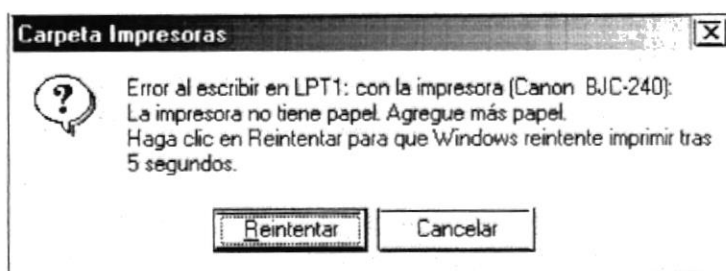 Carpeta Impresoras
Error al escribir en LPT1: con la impresora (Canon BJC-240):
La impresora no tiene papel. Agregue más papel.
Haga clic en Reintentar para que Windows reintente imprimir tras
5 segundos.
Reintentar Cancelar